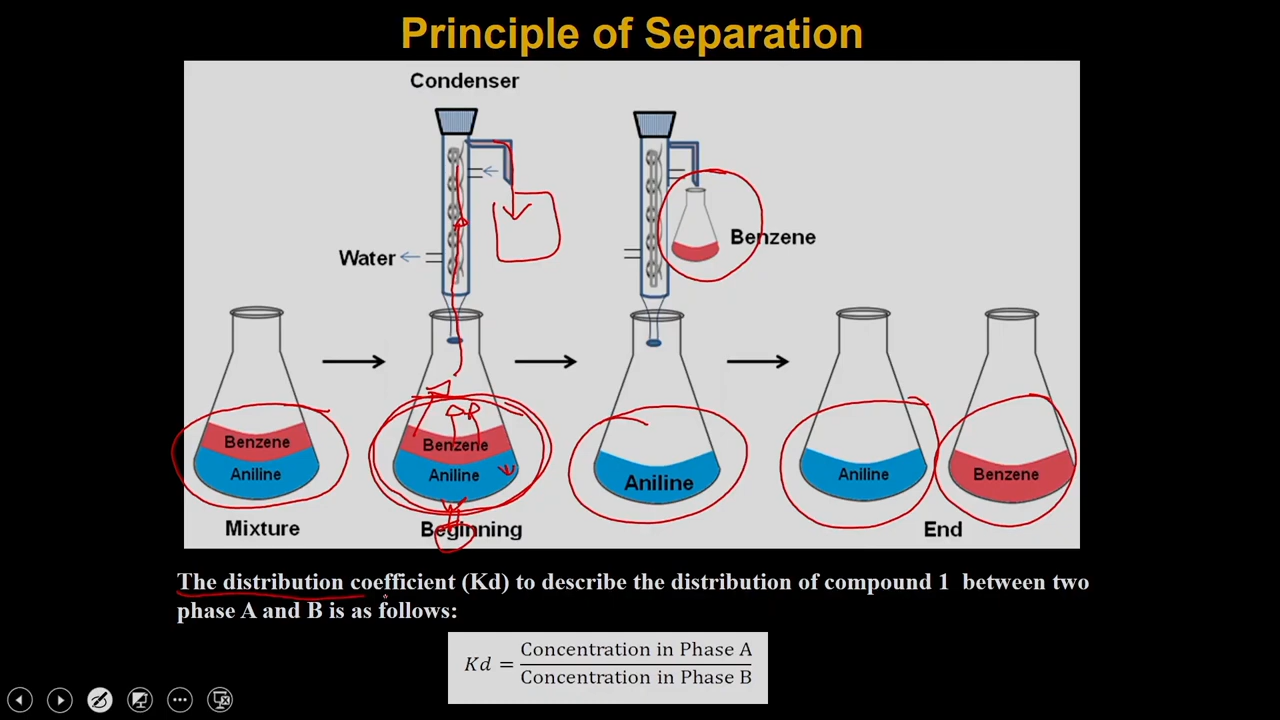 Principle of Separation
Condenser
Water
Benzene
Benzene
Aniline
Benzene
Aniline
Aniline
Aniline
Benzene
Mixture
Beginning
End
The distribution coefficient (Kd) to describe the distribution of compound 1 between two
phase A and B is as follows:
Kd = Concentration in Phase A
Concentration in Phase B